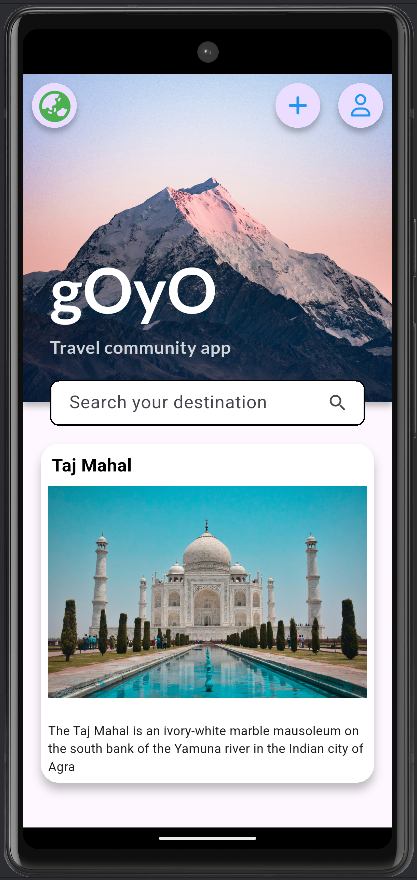 gOyO
Travel community app
Search your destination
Taj Mahal
The Taj Mahal is an ivory-white marble mausoleum on
the south bank of the Yamuna river in the Indian city of
Agra